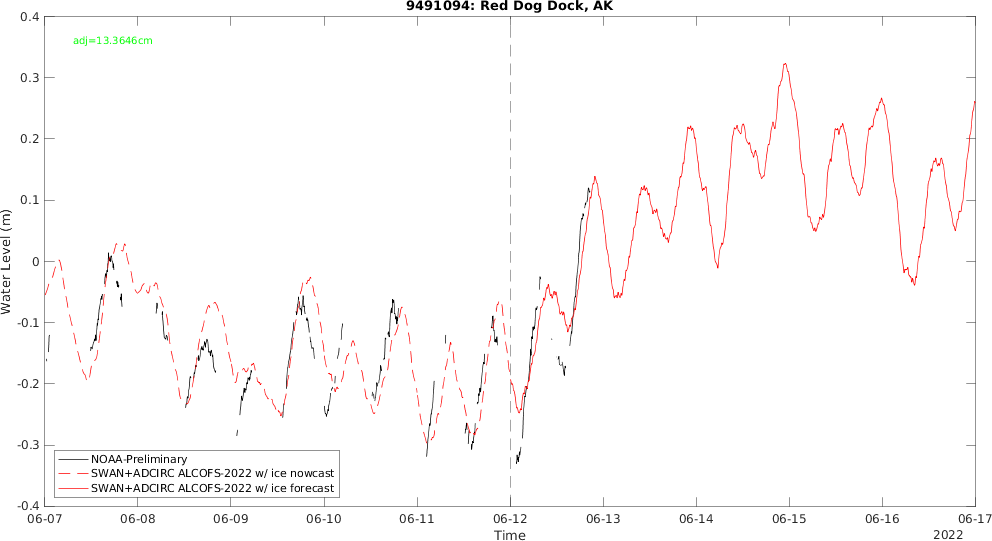 9491094: Red Dog Dock, AK
adj=13.3646cm
0.4
0.3
0.2
0.1
0
-0.1
-0.2
-0.3
-0.4
Water Level (m)
NOAA-Preliminary
SWAN+ADCIRC ALCOFS-2022 w/ ice nowcast
SWAN+ADCIRC ALCOFS-2022 w/ ice forecast
06-07 06-08 06-09 06-10 06-11 06-12 06-13 06-14 06-15 06-16 06-17
Time
2022